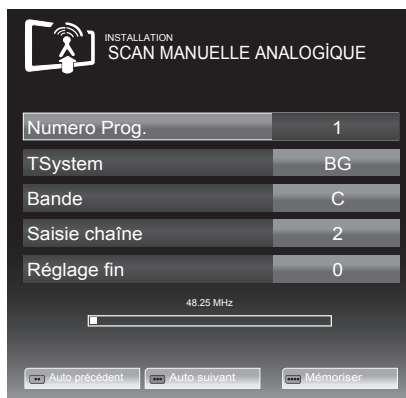 INSTALLATION
SCAN MANUELLE ANALOGİQUE
Numero Prog. 1
TSystem BG
Bande C
Saisie chaîne 2
Réglage fin 0
48.25 MHz
Auto précédent Auto suivant Mémoriser